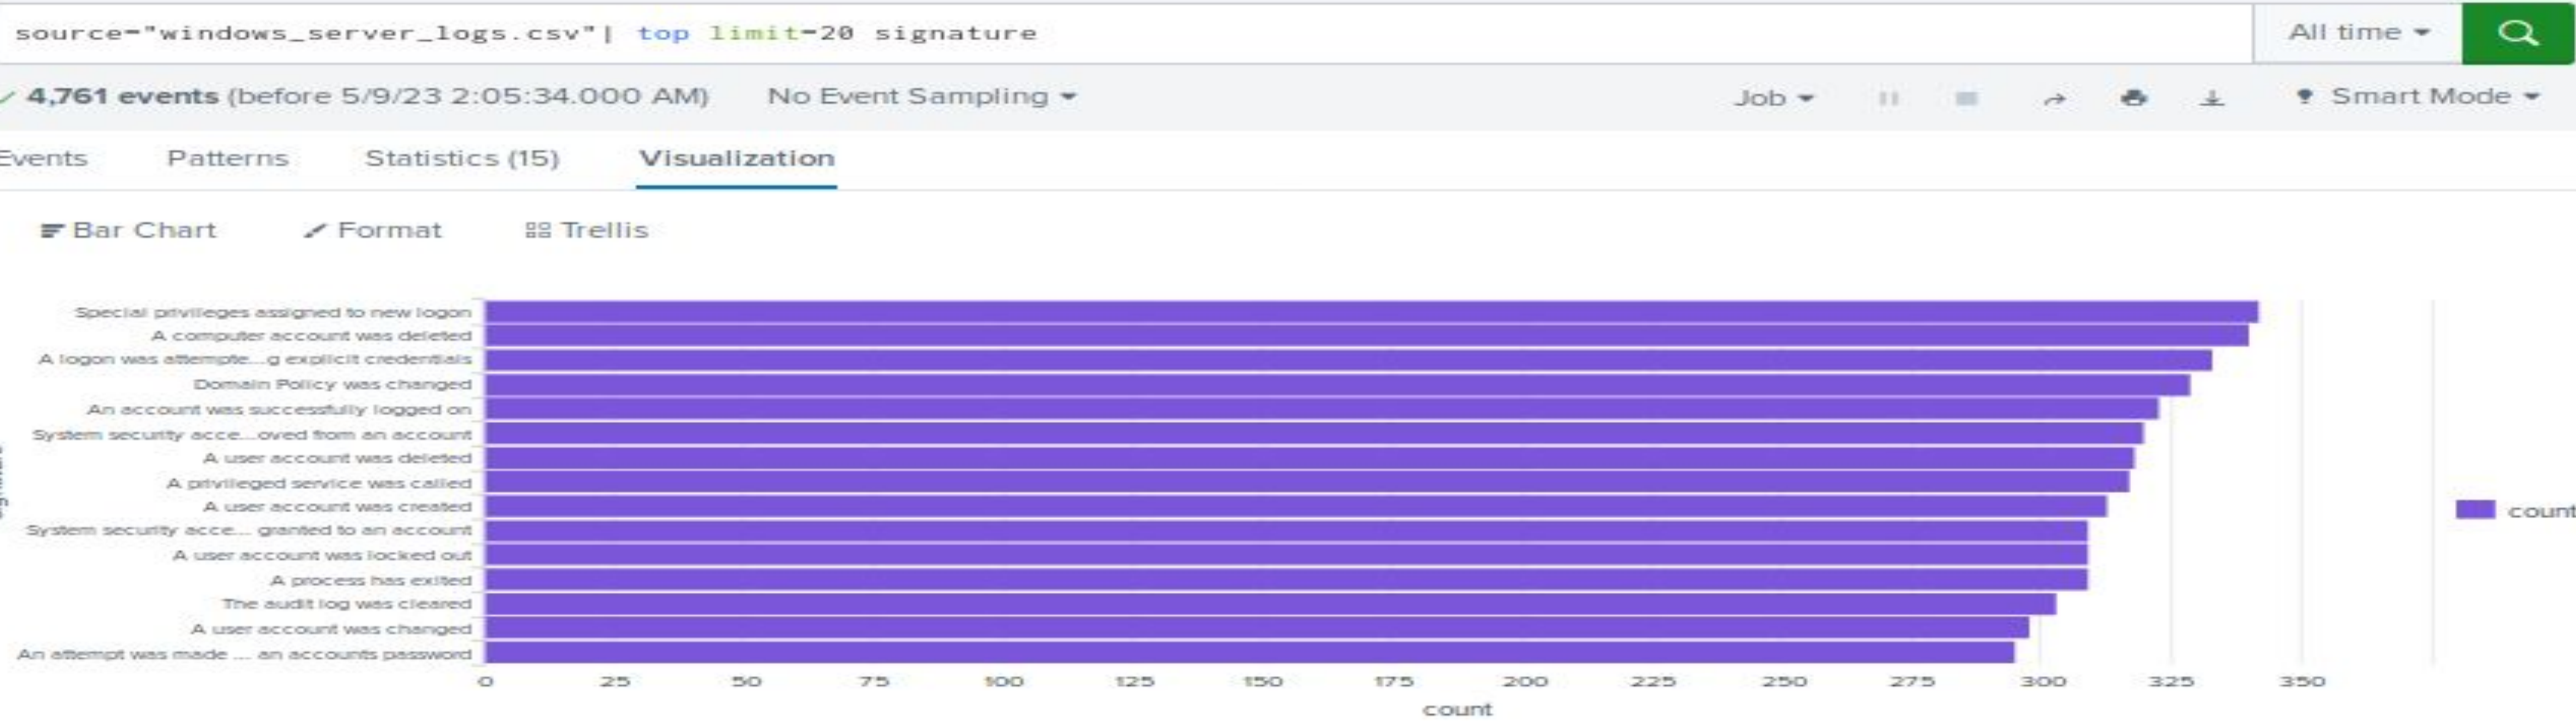 source="windows_server_logs.csv"| top limit=20 signature
All time
4,761 events (before 5/9/23 2:05:34.000 AM)
No Event Sampling
Job
Smart Mode
Events
Patterns
Statistics (15)
Visualization
Bar Chart
Format
Trellis
Special privileges assigned to new logon
A computer account was deleted
A logon was attempte...g explicit credentials
Domain Policy was changed
An account was successfully logged on
System security acce...oved from an account
A user account was deleted
A privileged service was called
A user account was created
System security acce... granted to an account
A user account was locked out
A process has exited
The audit log was cleared
A user account was changed
An attempt was made ... an accounts password
0 25 50 75 100 125 150 175 200 225 250 275 300 325 350
count
count